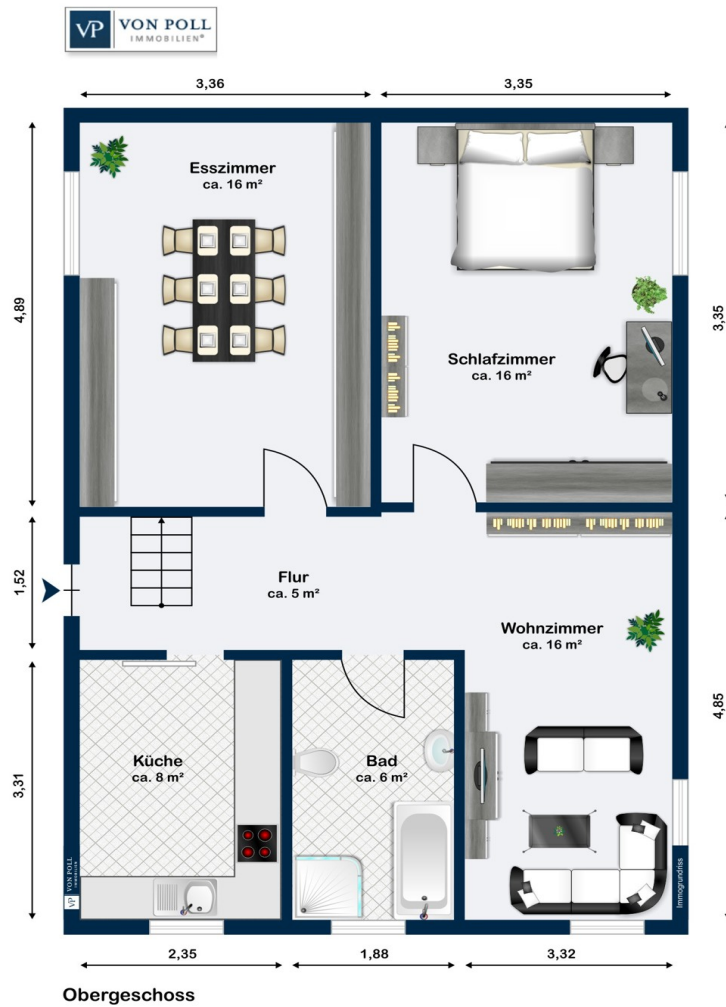 VP VON POLL
IMMOBILIEN®
3,36
3,35
Esszimmer
ca. 16 m²
4,89
3,35
Schlafzimmer
ca. 16 m²
1,52
Flur
ca. 5 m²
Wohnzimmer
ca. 16 m²
4,85
3,31
Küche
ca. 8 m²
Bad
ca. 6 m²
VP VON POLL
IMMOBILIEN
Immogrundriss
2,35
1,88
3,32
Obergeschoss